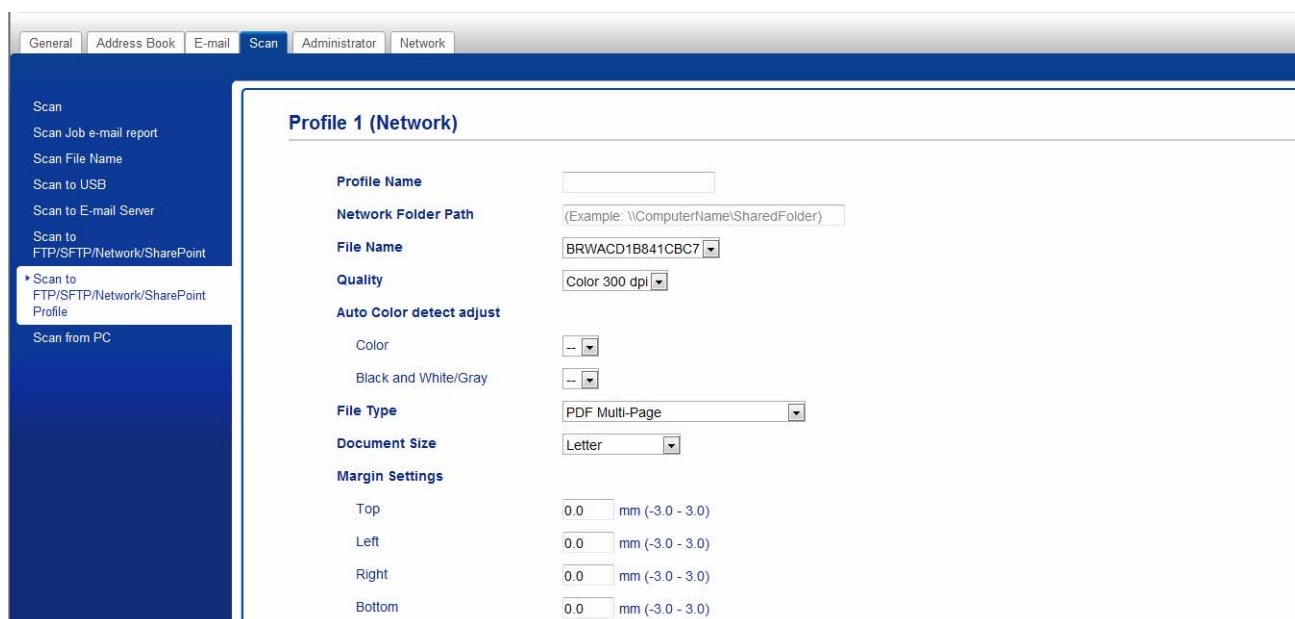 General Address Book E-mail Scan Administrator Network
Scan
Scan Job e-mail report
Scan File Name
Scan to USB
Scan to E-mail Server
Scan to
FTP/SFTP/Network/SharePoint
Scan to
FTP/SFTP/Network/SharePoint
Profile
Scan from PC
Profile 1 (Network)
Profile Name
Network Folder Path (Example: \\ComputerName\SharedFolder)
File Name BRWACD1B841CBC7
Quality Color 300 dpi
Auto Color detect adjust
Color --
Black and White/Gray --
File Type PDF Multi-Page
Document Size Letter
Margin Settings
Top 0.0 mm (-3.0 - 3.0)
Left 0.0 mm (-3.0 - 3.0)
Right 0.0 mm (-3.0 - 3.0)
Bottom 0.0 mm (-3.0 - 3.0)